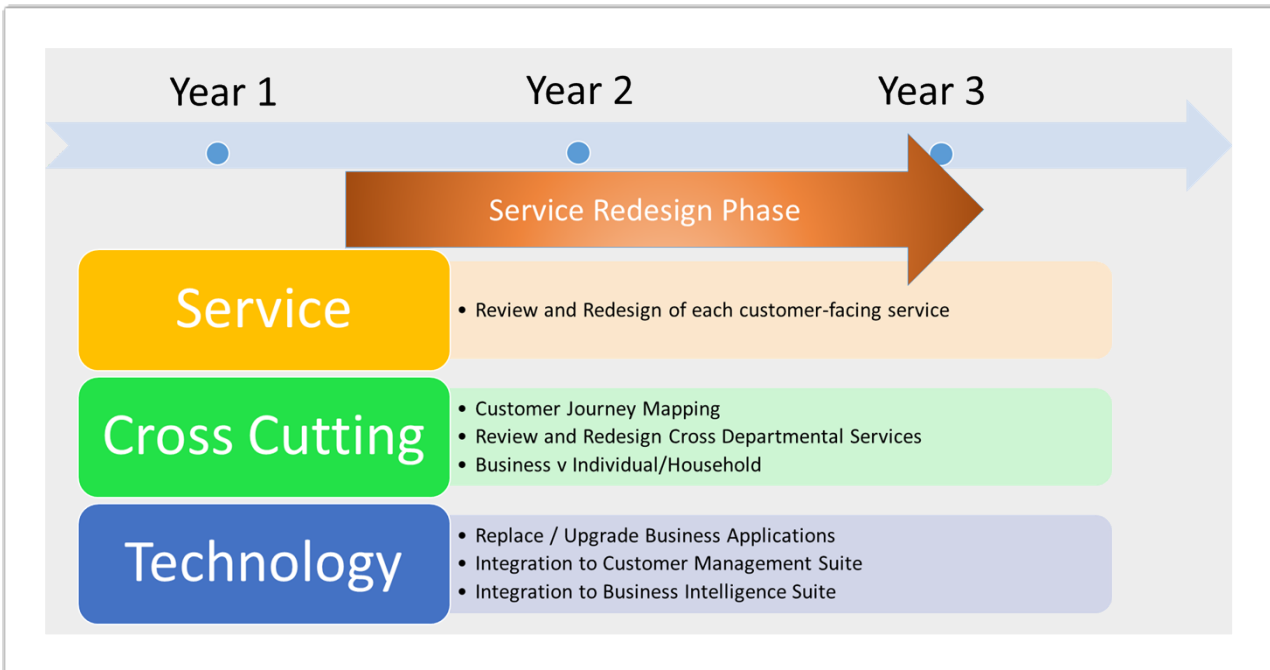 Year 1
Year 2
Year 3
Service Redesign Phase
Service
• Review and Redesign of each customer-facing service
Cross Cutting
• Customer Journey Mapping
• Review and Redesign Cross Departmental Services
• Business v Individual/Household
Technology
• Replace / Upgrade Business Applications
• Integration to Customer Management Suite
• Integration to Business Intelligence Suite